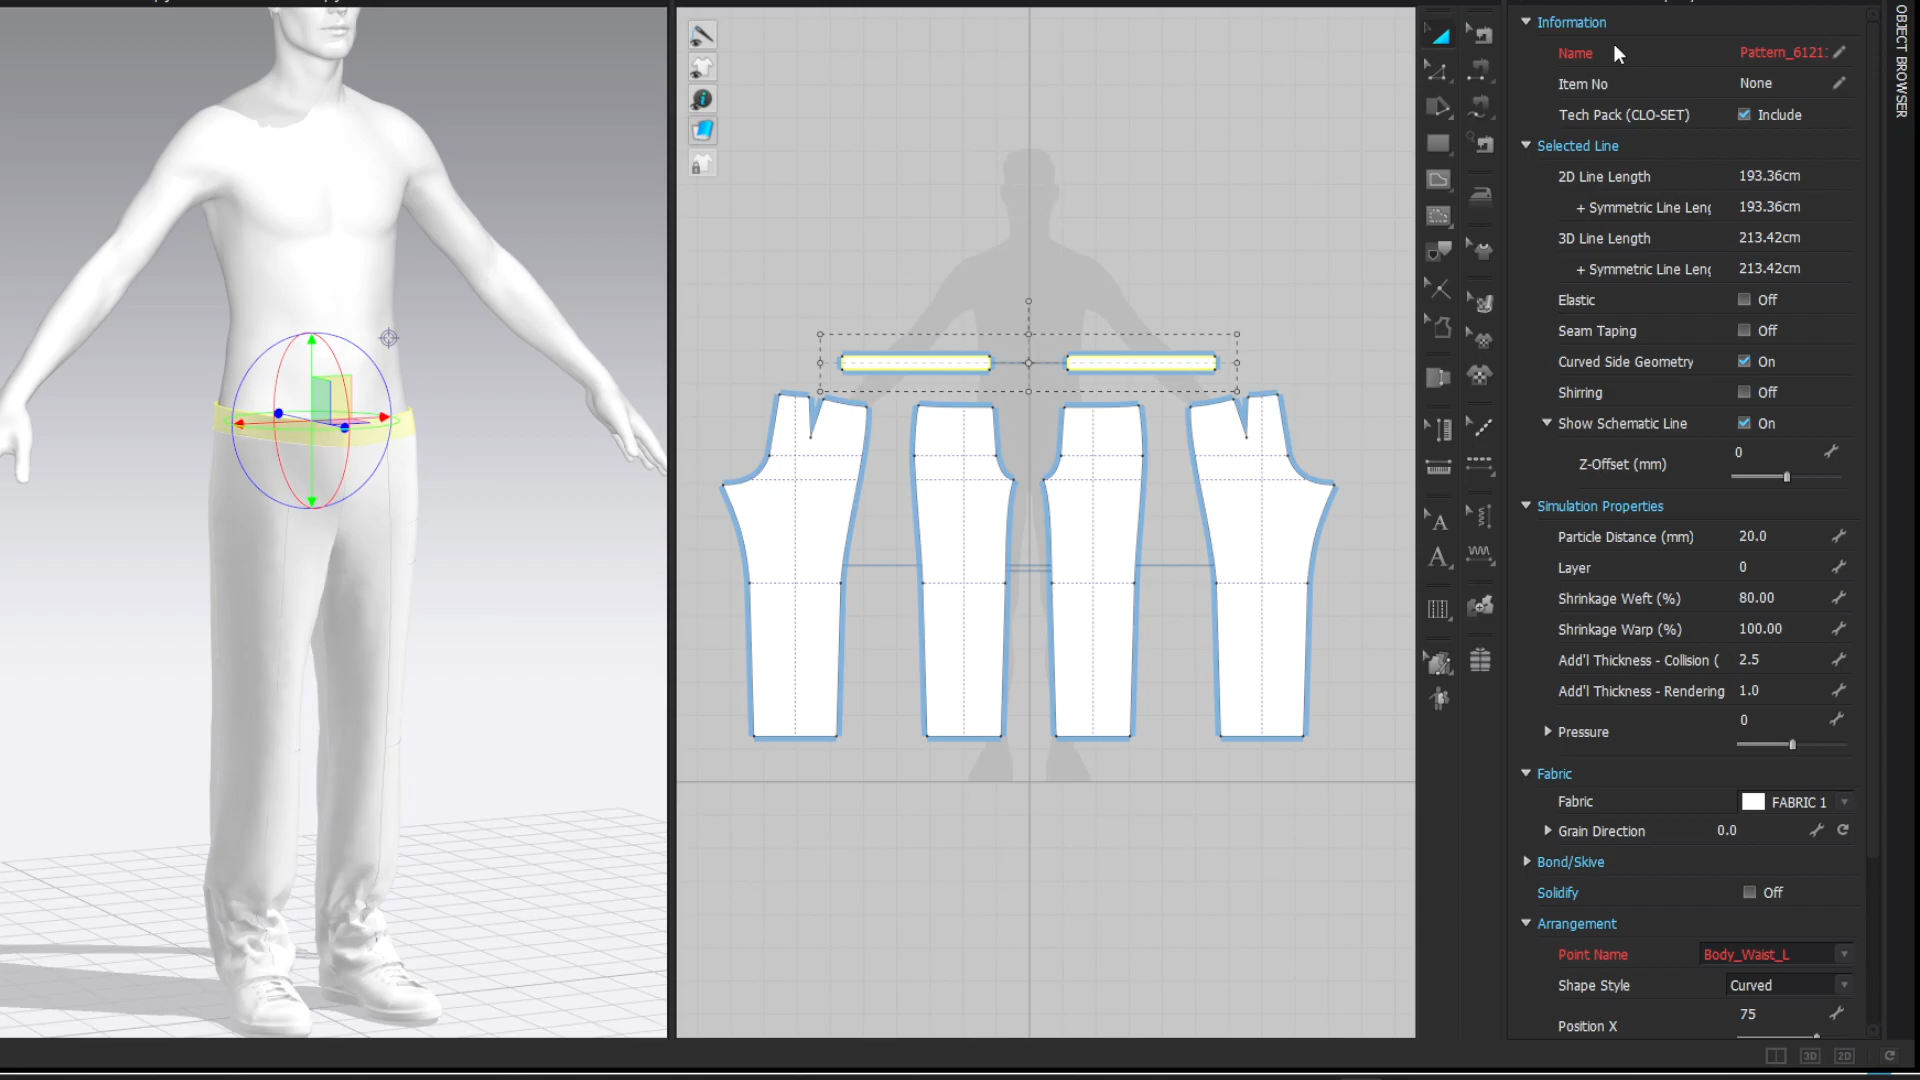 Information
Name Pattern_6121:
Item No None
Tech Pack (CLO-SET) Include
Selected Line
2D Line Length 193.36cm
+ Symmetric Line Leng 193.36cm
3D Line Length 213.42cm
+ Symmetric Line Leng 213.42cm
Elastic Off
Seam Taping Off
Curved Side Geometry On
Shirring Off
Show Schematic Line On
Z-Offset (mm) 0
Simulation Properties
Particle Distance (mm) 20.0
Layer 0
Shrinkage Weft (%) 80.00
Shrinkage Warp (%) 100.00
Add'l Thickness - Collision ( 2.5
Add'l Thickness - Rendering 1.0
Pressure 0
Fabric
Fabric FABRIC 1
Grain Direction 0.0
Bond/Skive
Solidify Off
Arrangement
Point Name Body_Waist_L
Shape Style Curved
Position X 75
OBJECT BROWSER
A
A
3D 2D